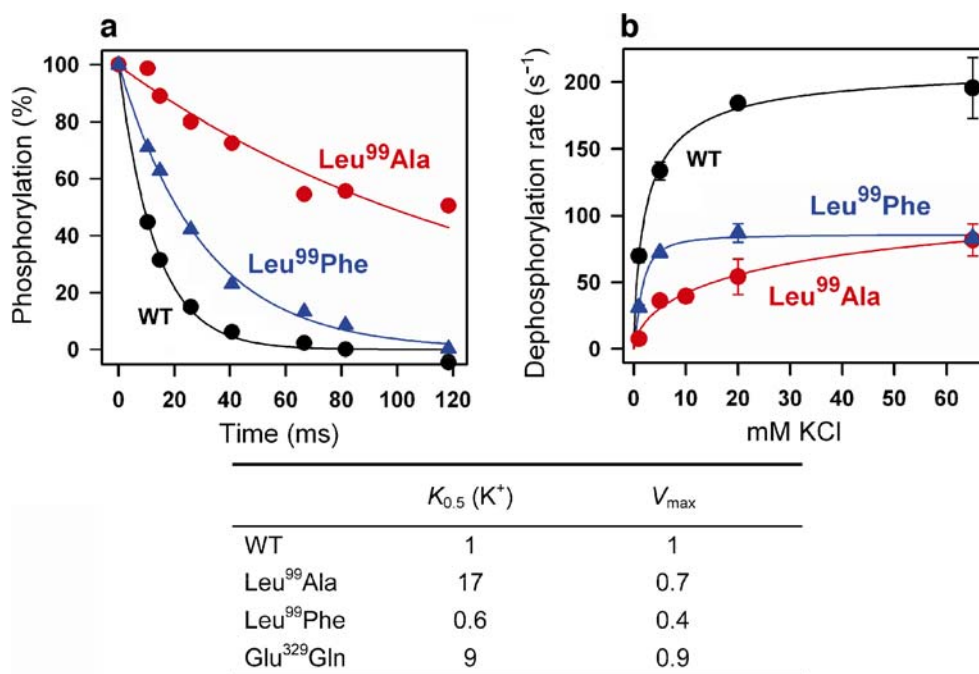 a
Phosphorylation (%)
100
80
60
40
20
0
Leu⁹⁹Ala
Leu⁹⁹Phe
WT
0 20 40 60 80 100 120
Time (ms)
b
Dephosphorylation rate (s⁻¹)
200
150
100
50
0
WT
Leu⁹⁹Phe
Leu⁹⁹Ala
0 10 20 30 40 50 60
mM KCl
K0.5 (K⁺) Vmax
WT 1 1
Leu⁹⁹Ala 17 0.7
Leu⁹⁹Phe 0.6 0.4
Glu³²⁹Gln 9 0.9